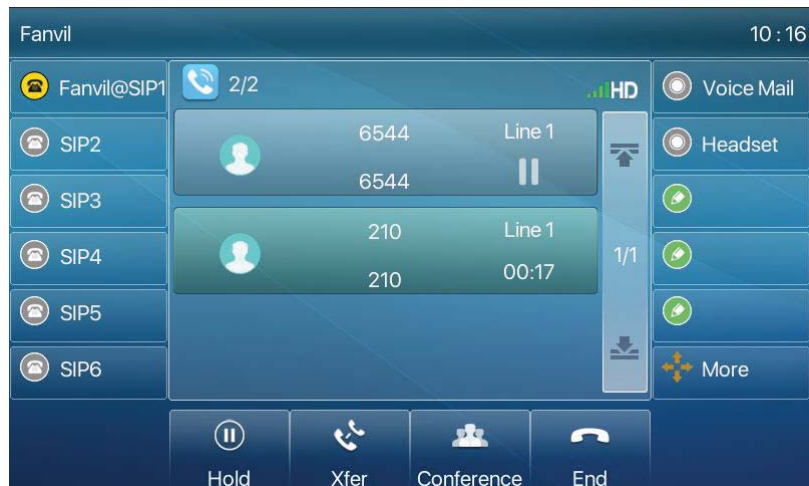 Fanvil 10:16
Fanvil@SIP1
SIP2
SIP3
SIP4
SIP5
SIP6
2/2 HD
6544 Line 1
6544
210 Line 1
210 00:17
1/1
Voice Mail
Headset
More
Hold Xfer Conference End